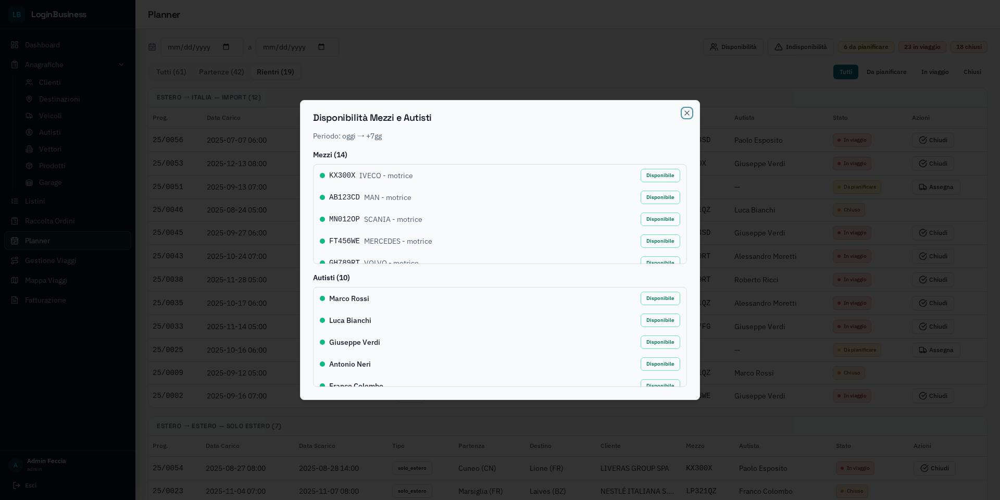 LB LoginBusiness
Planner
Dashboard
Anagrafiche
Clienti
Destinazioni
Veicoli
Autisti
Vettori
Prodotti
Garage
Listini
Raccolta Ordini
Planner
Gestione Viaggi
Mappa Viaggi
Fatturazione
A Admin Feccia
admin
Esci
mm/dd/yyyy a mm/dd/yyyy
Disponibilità Indisponibilità 6 da pianificare 23 in viaggio 18 chiusi
Tutti (61) Partenze (42) Rientri (19)
Tutti Da pianificare In viaggio Chiusi
ESTERO → ITALIA — IMPORT (12)
Prog. Data Carico Autista Stato Azioni
25/0056 2025-07-07 06:00 Paolo Esposito In viaggio Chiudi
25/0053 2025-12-13 08:00 Giuseppe Verdi In viaggio Chiudi
25/0051 2025-09-13 07:00 — Da pianificare Assegna
25/0046 2025-08-24 05:00 Luca Bianchi Chiuso
25/0045 2025-09-27 06:00 Giuseppe Verdi In viaggio Chiudi
25/0043 2025-10-24 07:00 Alessandro Moretti In viaggio Chiudi
25/0038 2025-11-28 05:00 Roberto Ricci In viaggio Chiudi
25/0035 2025-10-17 06:00 Alessandro Moretti In viaggio Chiudi
25/0033 2025-11-14 05:00 Giuseppe Verdi In viaggio Chiudi
25/0025 2025-10-16 06:00 — Da pianificare Assegna
25/0009 2025-09-12 05:00 Marco Rossi Chiuso
25/0002 2025-09-16 07:00 Giuseppe Verdi In viaggio Chiudi
Disponibilità Mezzi e Autisti
Periodo: oggi → +7gg
Mezzi (14)
KX300X IVECO - motrice Disponibile
AB123CD MAN - motrice Disponibile
MN012OP SCANIA - motrice Disponibile
FT456WE MERCEDES - motrice Disponibile
GH789RT VOLVO - motrice Disponibile
Autisti (10)
Marco Rossi Disponibile
Luca Bianchi Disponibile
Giuseppe Verdi Disponibile
Antonio Neri Disponibile
Franco Colombo Disponibile
ESTERO → ESTERO — SOLO ESTERO (7)
Prog. Data Carico Data Scarico Tipo Partenza Destino Cliente Mezzo Autista Stato Azioni
25/0054 2025-08-27 08:00 2025-08-28 14:00 solo_estero Cuneo (CN) Lione (FR) LIVERAS GROUP SPA KX300X Paolo Esposito In viaggio Chiudi
25/0023 2025-11-04 07:00 2025-11-07 08:00 solo_estero Marsiglia (FR) Laives (BZ) NESTLÉ ITALIANA S.… LP321QZ Franco Colombo Chiuso